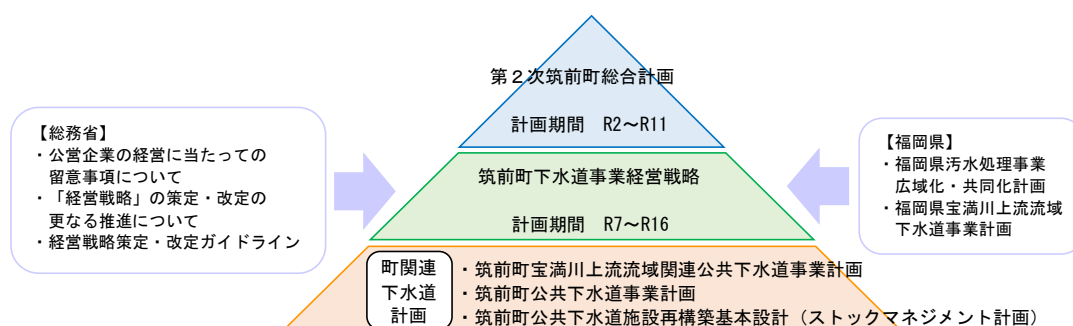 第２次筑前町総合計画
計画期間　R2～R11
【総務省】
・公営企業の経営に当たっての
留意事項について
・「経営戦略」の策定・改定の
更なる推進について
・経営戦略策定・改定ガイドライン
筑前町下水道事業経営戦略
計画期間　R7～R16
【福岡県】
・福岡県汚水処理事業
広域化・共同化計画
・福岡県宝満川上流流域
下水道事業計画
町関連
下水道
計画
・筑前町宝満川上流流域関連公共下水道事業計画
・筑前町公共下水道事業計画
・筑前町公共下水道施設再構築基本設計（ストックマネジメント計画）